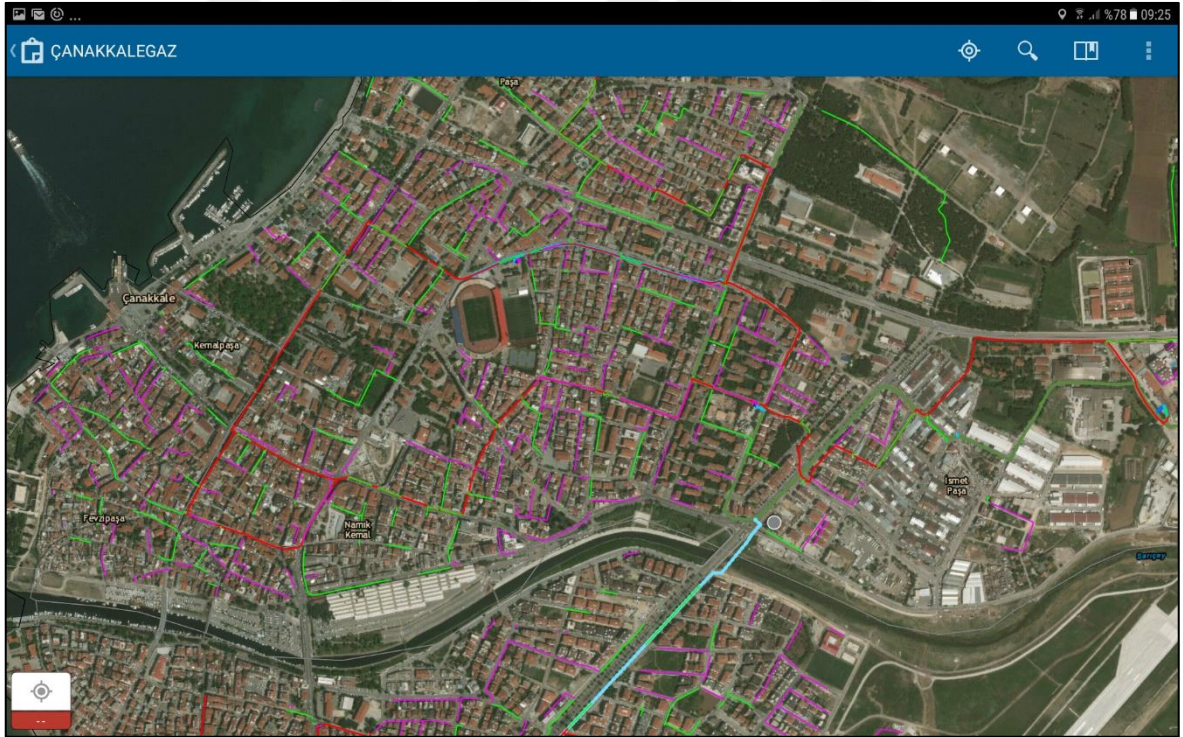 ... %78 09:25
ÇANAKKALEGAZ
Paşa
Çanakkale
Kemalpaşa
İsmet
Paşa
Fevzipaşa
Namık
Kemal
Sarıçay
--